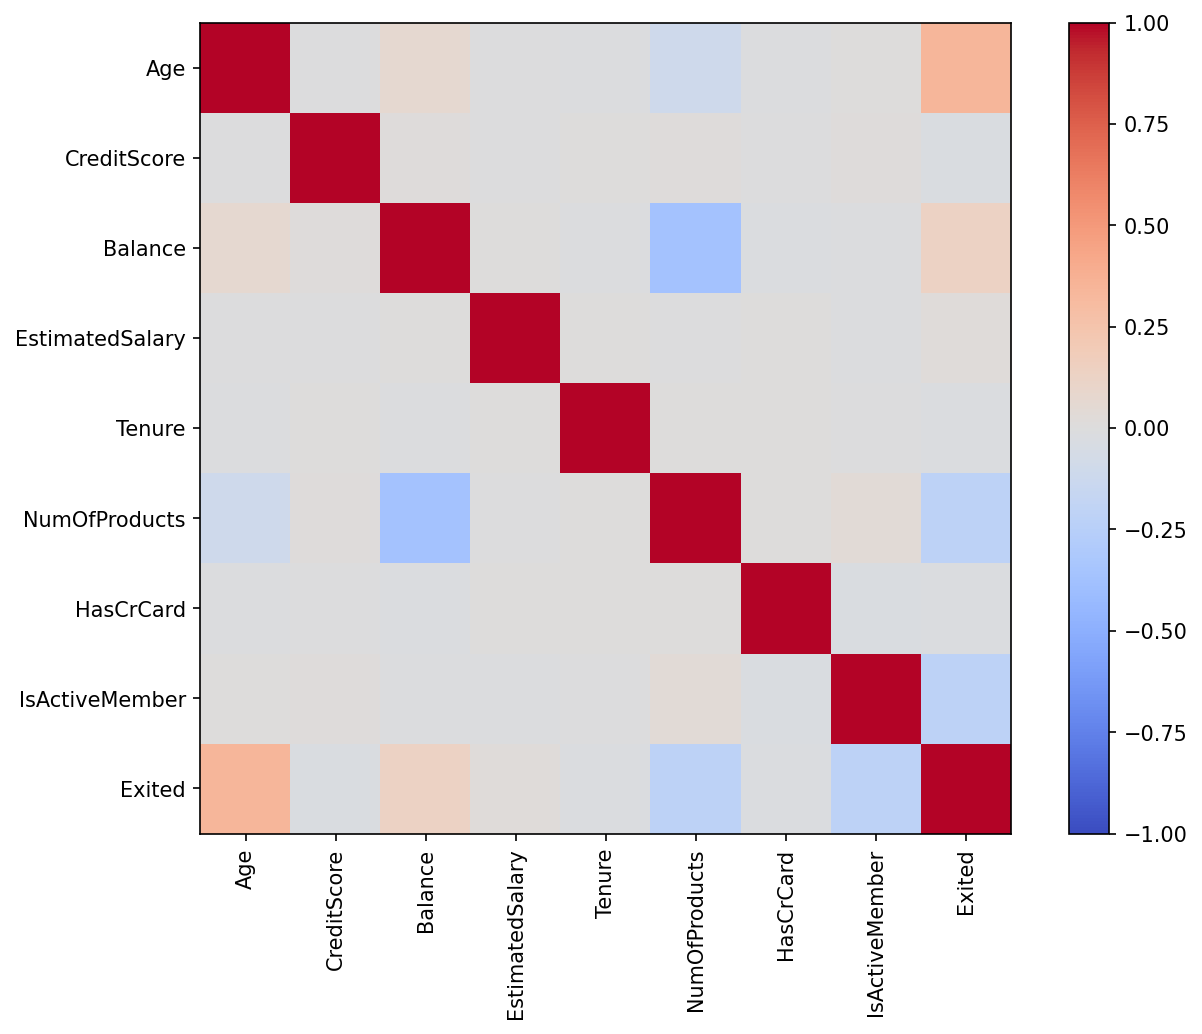 Age
CreditScore
Balance
EstimatedSalary
Tenure
NumOfProducts
HasCrCard
IsActiveMember
Exited
Age
CreditScore
Balance
EstimatedSalary
Tenure
NumOfProducts
HasCrCard
IsActiveMember
Exited
1.00
0.75
0.50
0.25
0.00
−0.25
−0.50
−0.75
−1.00